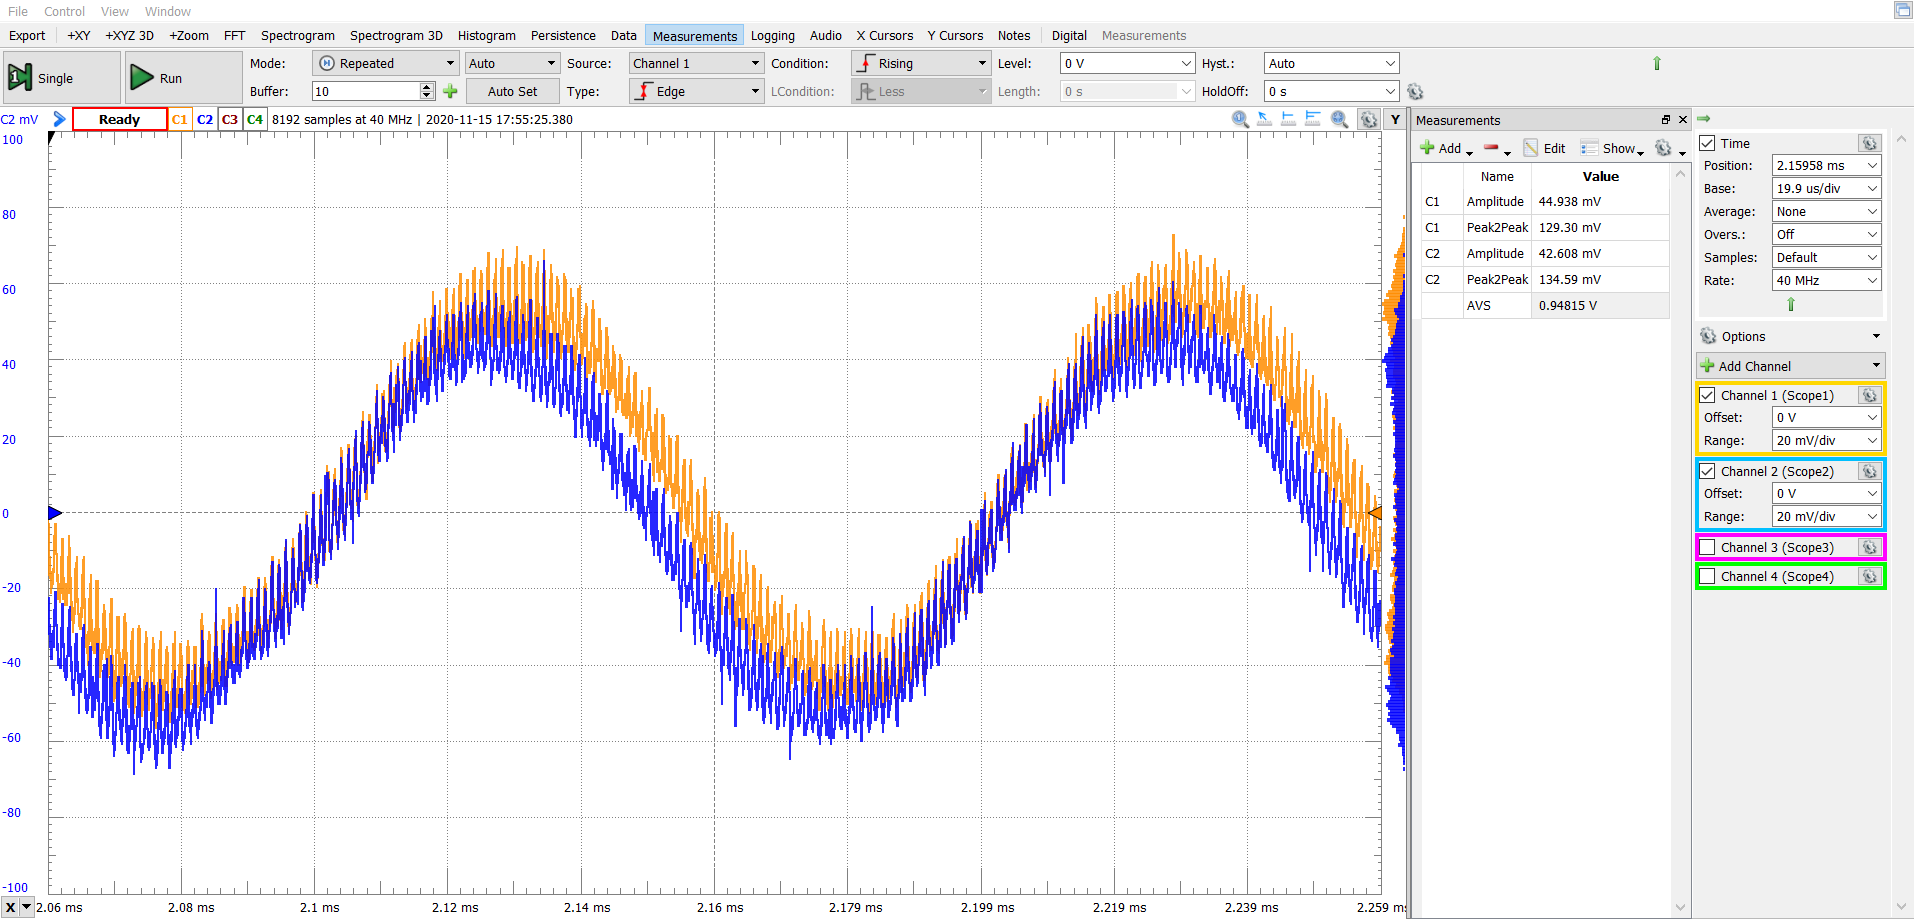 File Control View Window
Export +XY +XYZ 3D +Zoom FFT Spectrogram Spectrogram 3D Histogram Persistence Data Measurements Logging Audio X Cursors Y Cursors Notes Digital Measurements
Single Run Mode: Repeated Auto Source: Channel 1 Condition: Rising Level: 0 V Hyst.: Auto
Buffer: 10 Auto Set Type: Edge LCondition: Less Length: 0 s HoldOff: 0 s
C2 mV Ready C1 C2 C3 C4 8192 samples at 40 MHz | 2020-11-15 17:55:25.380 Y
100
80
60
40
20
0
-20
-40
-60
-80
-100
X 2.06 ms 2.08 ms 2.1 ms 2.12 ms 2.14 ms 2.16 ms 2.179 ms 2.199 ms 2.219 ms 2.239 ms 2.259 ms
Measurements
Add Edit Show
Name Value
C1 Amplitude 44.938 mV
C1 Peak2Peak 129.30 mV
C2 Amplitude 42.608 mV
C2 Peak2Peak 134.59 mV
AVS 0.94815 V
Time
Position: 2.15958 ms
Base: 19.9 us/div
Average: None
Overs.: Off
Samples: Default
Rate: 40 MHz
Options
Add Channel
Channel 1 (Scope1)
Offset: 0 V
Range: 20 mV/div
Channel 2 (Scope2)
Offset: 0 V
Range: 20 mV/div
Channel 3 (Scope3)
Channel 4 (Scope4)